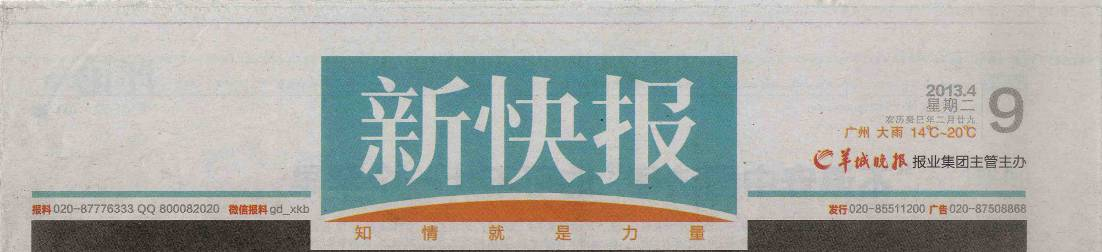 新快报
知情就是力量
2013.4
9
星期二
农历癸巳年二月廿九
广州 大雨 14℃~20℃
羊城晚报 报业集团主管主办
报料 020-87776333 QQ 800082020 微信报料 gd_xkb
发行 020-85511200 广告 020-87508868